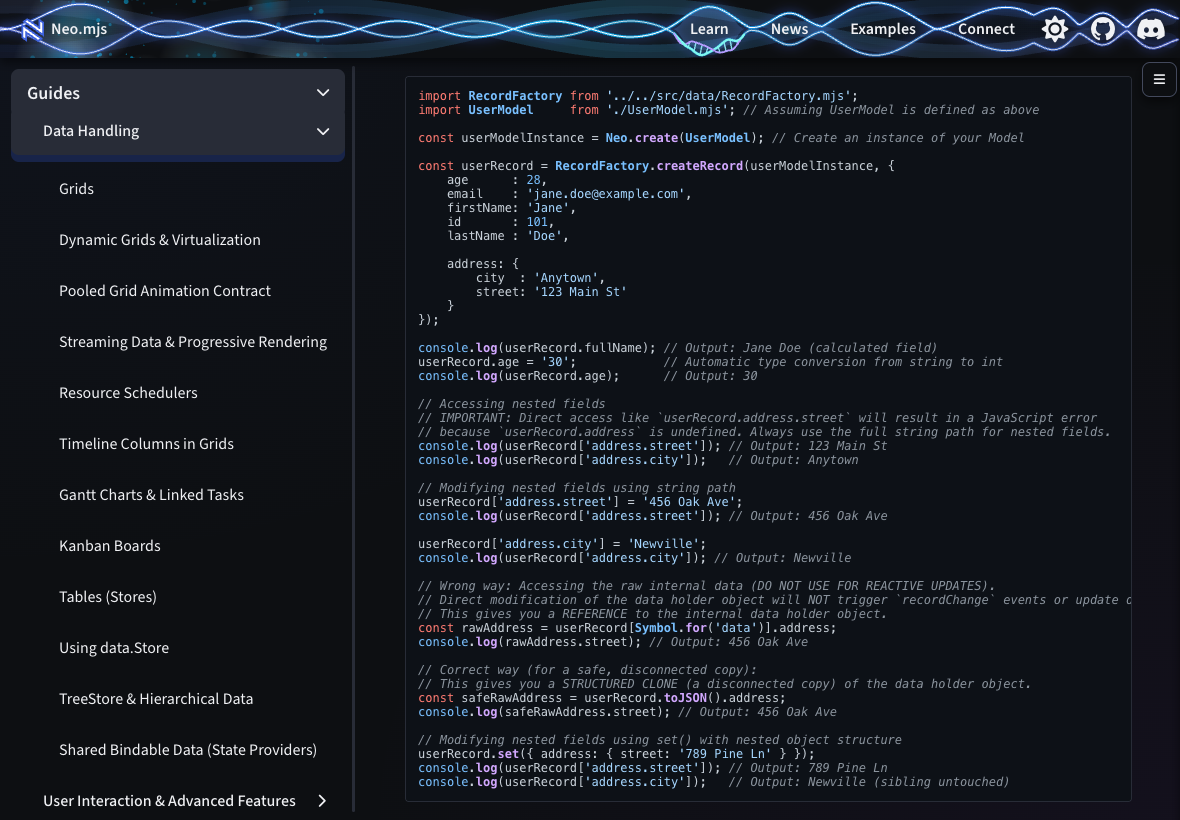 Neo.mjs
Learn
News
Examples
Connect
Guides
Data Handling
Grids
Dynamic Grids & Virtualization
Pooled Grid Animation Contract
Streaming Data & Progressive Rendering
Resource Schedulers
Timeline Columns in Grids
Gantt Charts & Linked Tasks
Kanban Boards
Tables (Stores)
Using data.Store
TreeStore & Hierarchical Data
Shared Bindable Data (State Providers)
User Interaction & Advanced Features
import RecordFactory from '../../src/data/RecordFactory.mjs';
import UserModel     from './UserModel.mjs'; // Assuming UserModel is defined as above
const userModelInstance = Neo.create(UserModel); // Create an instance of your Model
const userRecord = RecordFactory.createRecord(userModelInstance, {
    age      : 28,
    email    : 'jane.doe@example.com',
    firstName: 'Jane',
    id       : 101,
    lastName : 'Doe',
    address: {
        city  : 'Anytown',
        street: '123 Main St'
    }
});
console.log(userRecord.fullName); // Output: Jane Doe (calculated field)
userRecord.age = '30';            // Automatic type conversion from string to int
console.log(userRecord.age);      // Output: 30
// Accessing nested fields
// IMPORTANT: Direct access like `userRecord.address.street` will result in a JavaScript error
// because `userRecord.address` is undefined. Always use the full string path for nested fields.
console.log(userRecord['address.street']); // Output: 123 Main St
console.log(userRecord['address.city']);   // Output: Anytown
// Modifying nested fields using string path
userRecord['address.street'] = '456 Oak Ave';
console.log(userRecord['address.street']); // Output: 456 Oak Ave
userRecord['address.city'] = 'Newville';
console.log(userRecord['address.city']); // Output: Newville
// Wrong way: Accessing the raw internal data (DO NOT USE FOR REACTIVE UPDATES).
// Direct modification of the data holder object will NOT trigger `recordChange` events or update
// This gives you a REFERENCE to the internal data holder object.
const rawAddress = userRecord[Symbol.for('data')].address;
console.log(rawAddress.street); // Output: 456 Oak Ave
// Correct way (for a safe, disconnected copy):
// This gives you a STRUCTURED CLONE (a disconnected copy) of the data holder object.
const safeRawAddress = userRecord.toJSON().address;
console.log(safeRawAddress.street); // Output: 456 Oak Ave
// Modifying nested fields using set() with nested object structure
userRecord.set({ address: { street: '789 Pine Ln' } });
console.log(userRecord['address.street']); // Output: 789 Pine Ln
console.log(userRecord['address.city']);   // Output: Newville (sibling untouched)